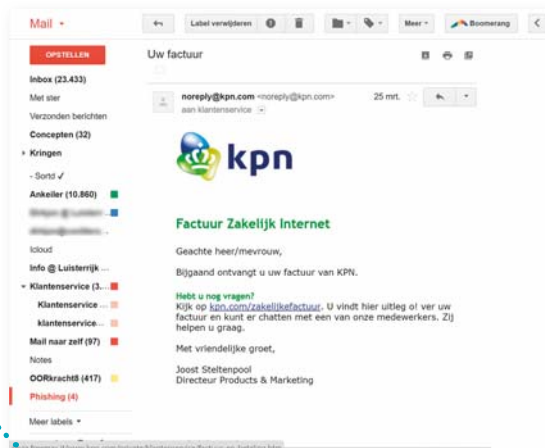 Mail
Label verwijderen
Meer
Boomerang
OPSTELLEN
Uw factuur
Inbox (23.433)
Met ster
Verzonden berichten
Concepten (32)
Kringen
- Sortd ✓
Ankeiler (10.860)
Icloud
Info @ Luisterrijk ...
Klantenservice (3....
Klantenservice ...
klantenservice...
Mail naar zelf (97)
Notes
OORkracht8 (417)
Phishing (4)
Meer labels
noreply@kpn.com <noreply@kpn.com>
25 mrt.
aan klantenservice
kpn
Factuur Zakelijk Internet
Geachte heer/mevrouw,
Bijgaand ontvangt u uw factuur van KPN.
Hebt u nog vragen?
Kijk op kpn.com/zakelijkefactuur. U vindt hier uitleg o! ver uw
factuur en kunt er chatten met een van onze medewerkers. Zij
helpen u graag.
Met vriendelijke groet,
Joost Steltenpool
Directeur Products & Marketing